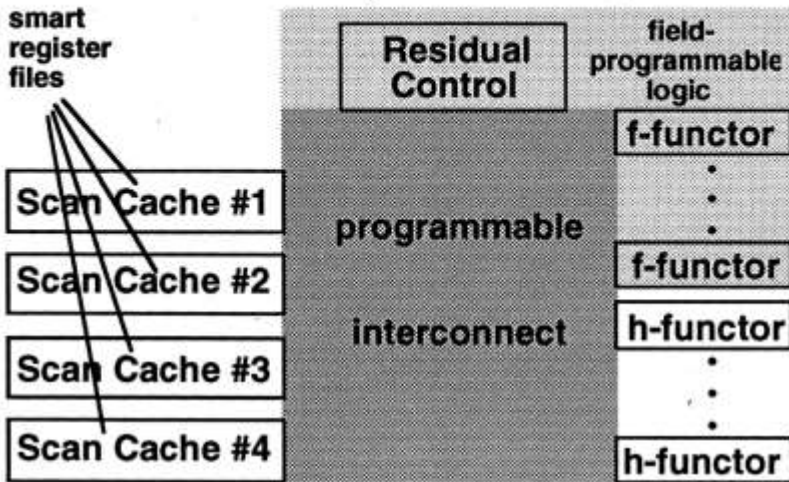 smart
register
files
Residual
Control
field-
programmable
logic
f-functor
Scan Cache #1
programmable
Scan Cache #2
f-functor
interconnect
h-functor
Scan Cache #3
Scan Cache #4
h-functor